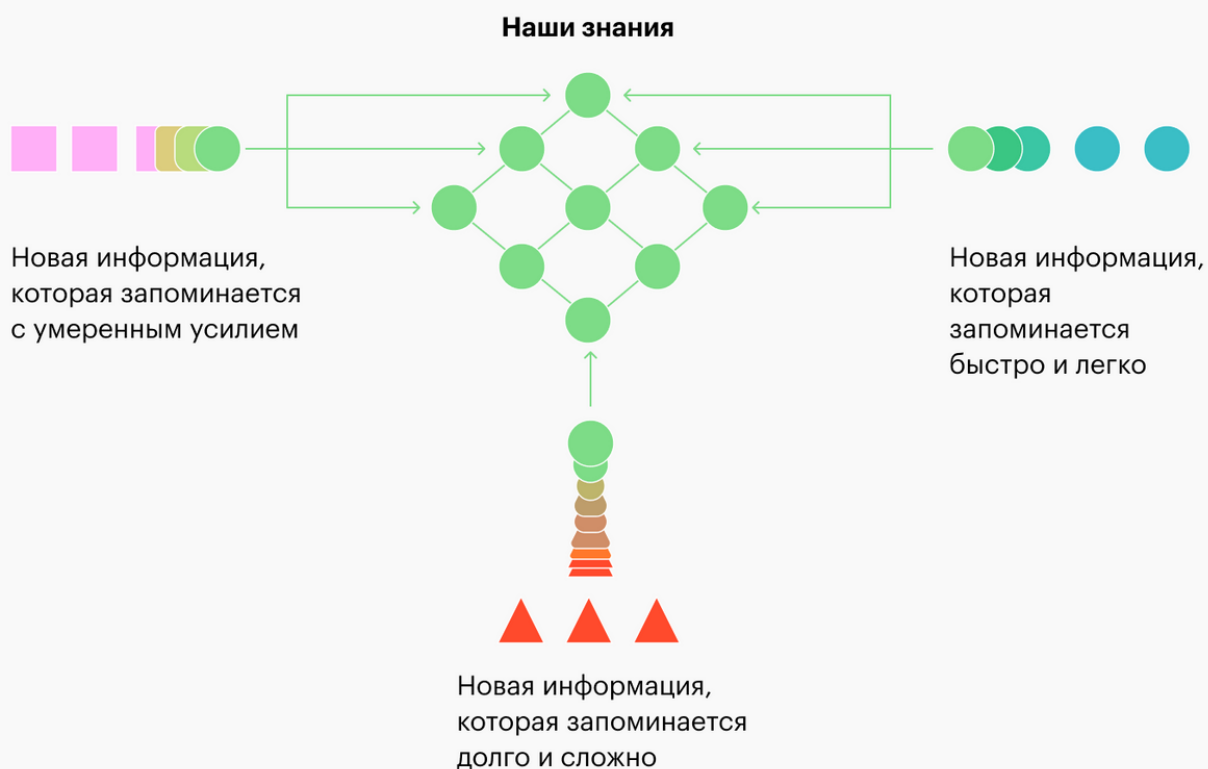 Наши знания
Новая информация,
которая запоминается
с умеренным усилием
Новая информация,
которая
запоминается
быстро и легко
Новая информация,
которая запоминается
долго и сложно